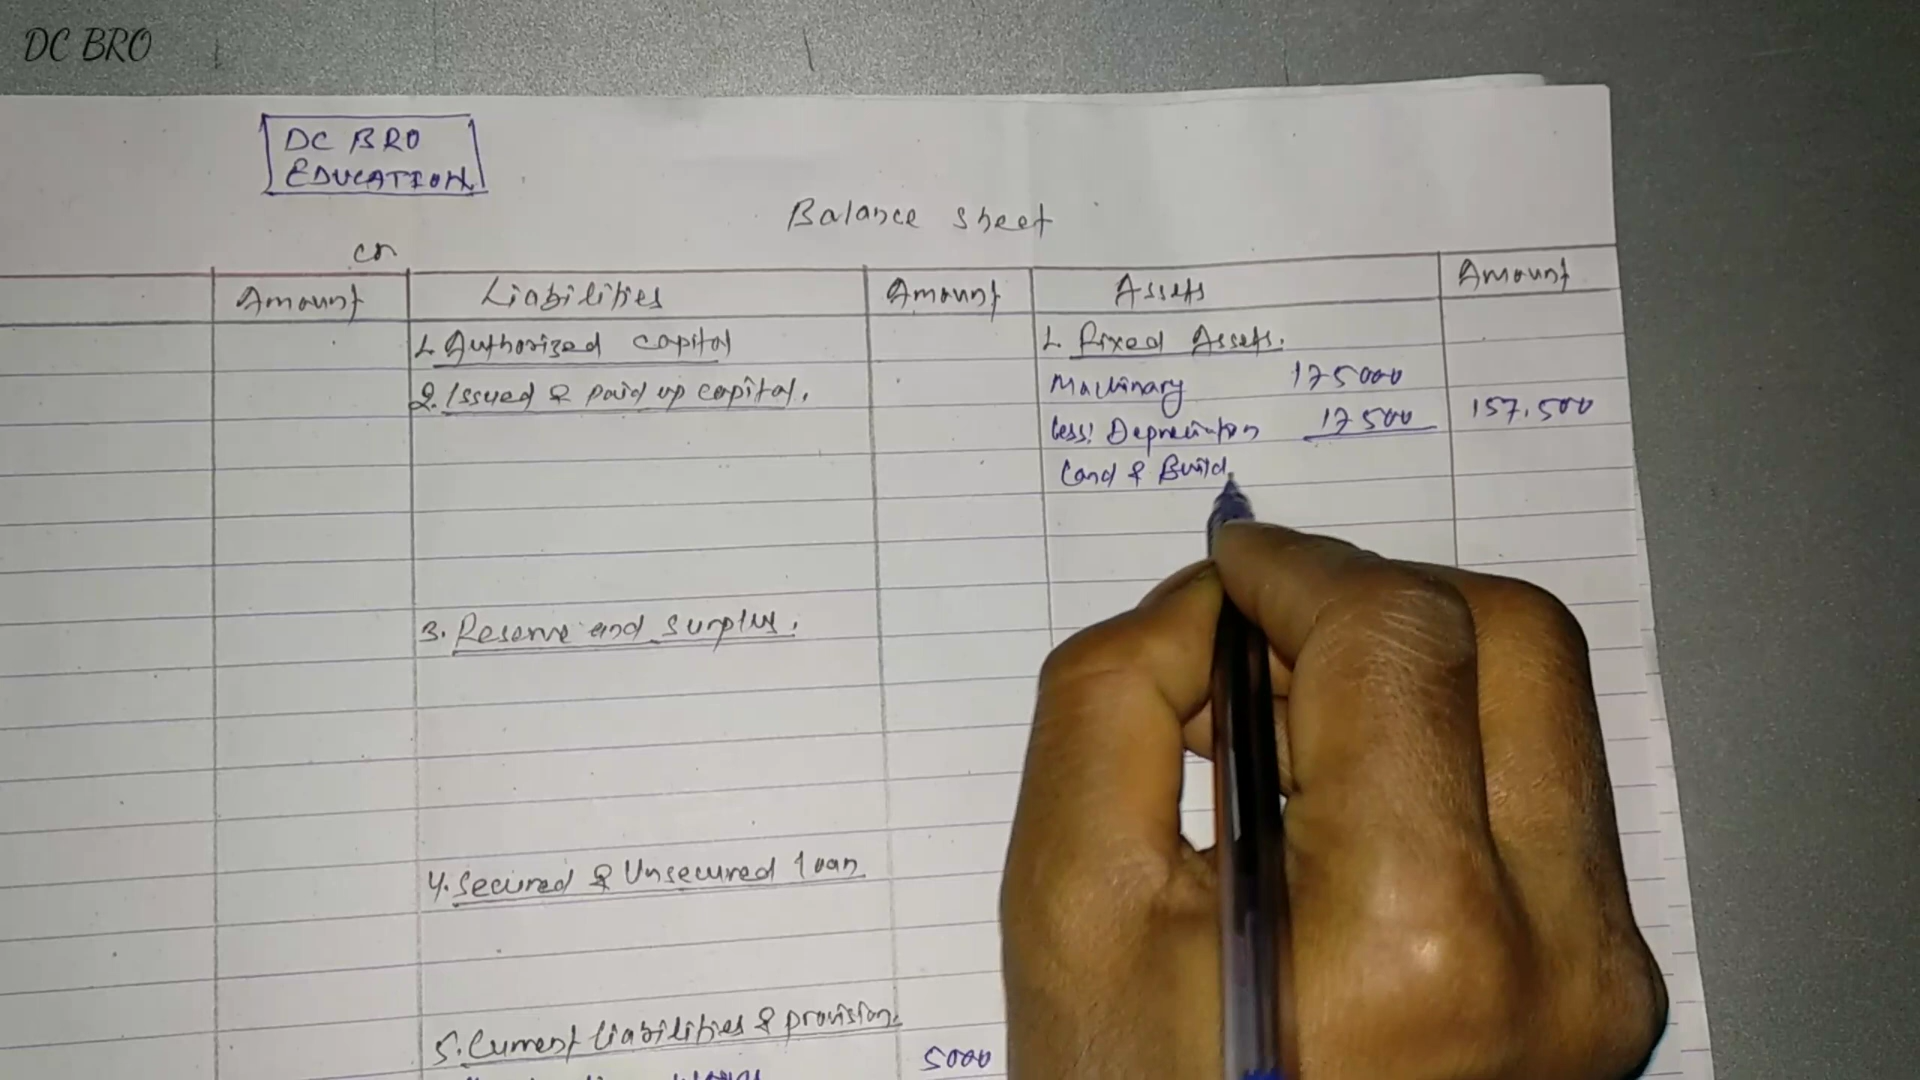 DC BRO
DC BRO
EDUCATION
Balance sheet
cr
Amount Liabilities Amount Assets Amount
1. Authorized capital
1. Fixed Assets.
2. Issued & paid up capital.
Machinary 175000
less: Depreciation 17500 157,500
Land & Build
3. Reserve and surplus.
4. Secured & Unsecured loan
5. Current liabilities & provision.
5000